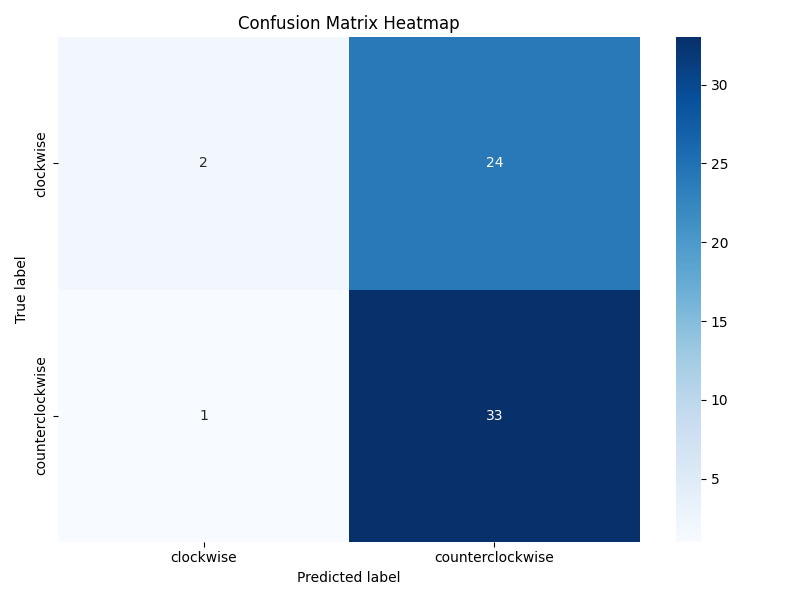 Confusion Matrix Heatmap
clockwise
counterclockwise
True label
2
24
1
33
clockwise
counterclockwise
Predicted label
30
25
20
15
10
5